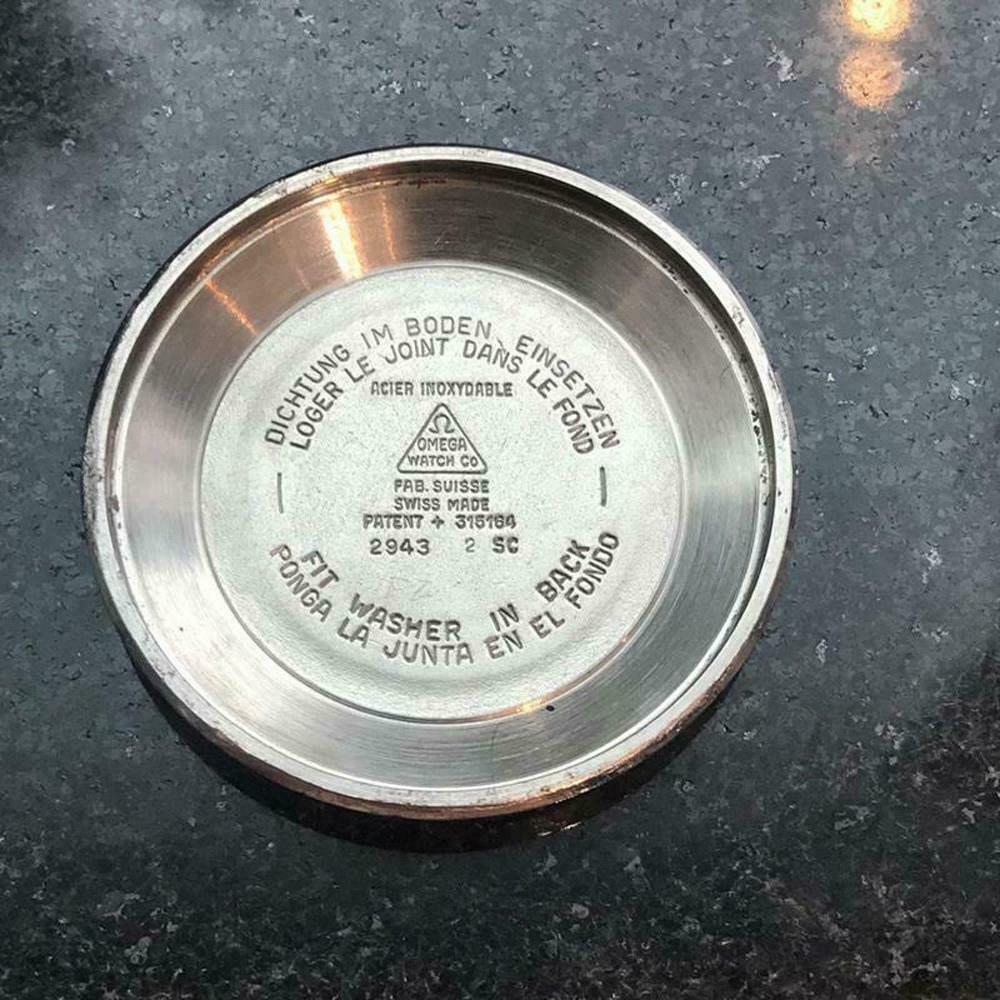 DICHTUNG IM BODEN EINSETZEN
LOGER LE JOINT DANS LE FOND
ACIER INOXYDABLE
Ω
OMEGA
WATCH CO
FAB. SUISSE
SWISS MADE
PATENT + 315164
2943 2 SC
FIT WASHER IN BACK
PONGA LA JUNTA EN EL FONDO